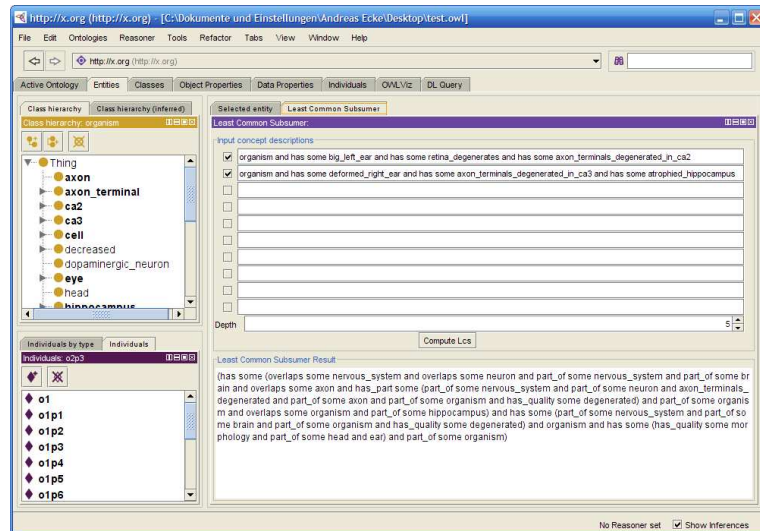 http://x.org (http://x.org) - [C:\Dokumente und Einstellungen\Andreas Ecke\Desktop\test.owl]
File Edit Ontologies Reasoner Tools Refactor Tabs View Window Help
http://x.org (http://x.org)
Active Ontology Entities Classes Object Properties Data Properties Individuals OWLViz DL Query
Class hierarchy Class hierarchy (inferred)
Class hierarchy: organism
Thing
axon
axon_terminal
ca2
ca3
cell
decreased
dopaminergic_neuron
eye
head
hippocampus
Individuals by type Individuals
Individuals: o2p3
o1
o1p1
o1p2
o1p3
o1p4
o1p5
o1p6
Selected entity Least Common Subsumer
Least Common Subsumer:
Input concept descriptions
organism and has some big_left_ear and has some retina_degenerates and has some axon_terminals_degenerated_in_ca2
organism and has some deformed_right_ear and has some axon_terminals_degenerated_in_ca3 and has some atrophied_hippocampus
Depth 5
Compute Lcs
Least Common Subsumer Result
(has some (overlaps some nervous_system and overlaps some neuron and part_of some nervous_system and part_of some br
ain and overlaps some axon and has_part some (part_of some nervous_system and part_of some neuron and axon_terminals_
degenerated and part_of some axon and part_of some organism and has_quality some degenerated) and part_of some organis
m and overlaps some organism and part_of some hippocampus) and has some (part_of some nervous_system and part_of so
me brain and part_of some organism and has_quality some degenerated) and organism and has some (has_quality some mor
phology and part_of some head and ear) and part_of some organism)
No Reasoner set Show Inferences